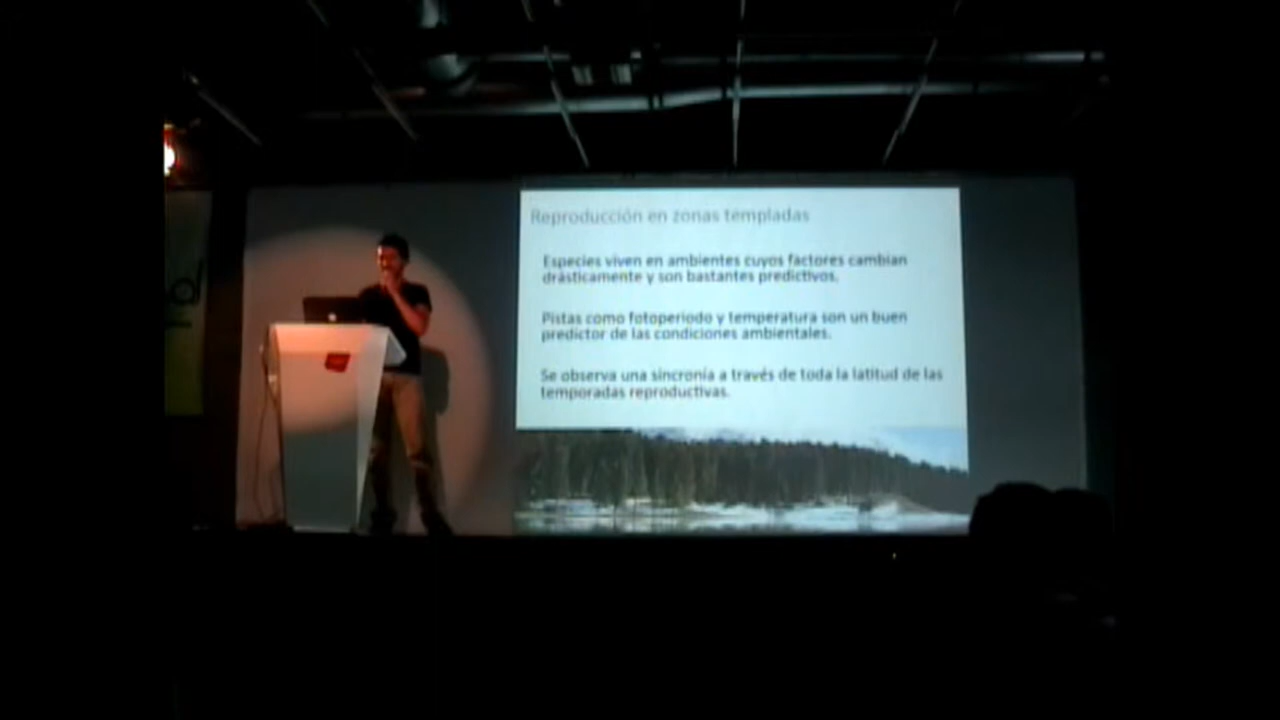 Reproducción en zonas templadas
Especies viven en ambientes cuyos factores cambian
drásticamente y son bastantes predictivos.
Pistas como fotoperiodo y temperatura son un buen
predictor de las condiciones ambientales.
Se observa una sincronía a través de toda la latitud de las
temporadas reproductivas.